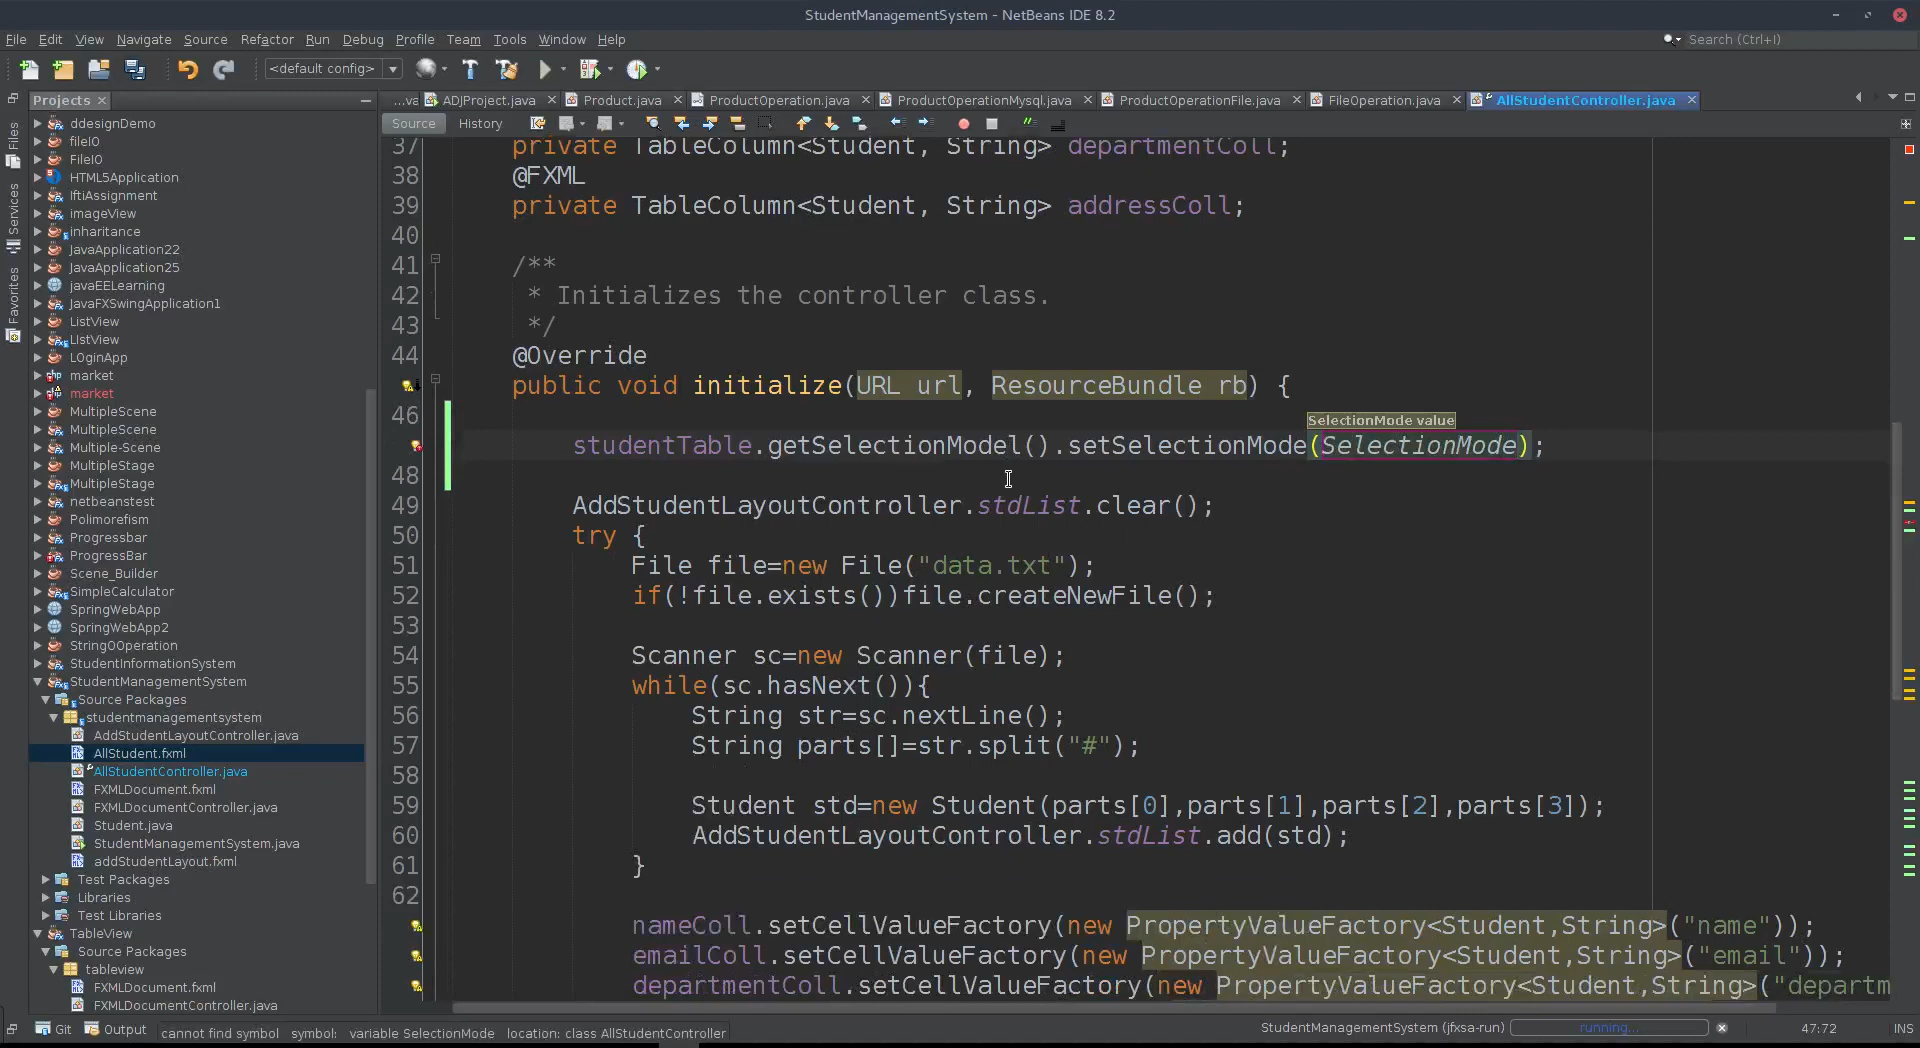 StudentManagementSystem - NetBeans IDE 8.2
File Edit View Navigate Source Refactor Run Debug Profile Team Tools Window Help
Search (Ctrl+I)
<default config>
Projects
...va ADJProject.java Product.java ProductOperation.java ProductOperationMysql.java ProductOperationFile.java FileOperation.java AllStudentController.java
Source History
Files
Services
Favorites
ddesignDemo
fileIO
FileIO
HTML5Application
IftiAssignment
imageView
inheritance
JavaApplication22
JavaApplication25
javaEELearning
JavaFXSwingApplication1
ListView
LIstView
LOginApp
market
market
MultipleScene
MultipleScene
Multiple-Scene
MultipleStage
MultipleStage
netbeanstest
Polimorefism
Progressbar
ProgressBar
Scene_Builder
SimpleCalculator
SpringWebApp
SpringWebApp2
StringOOperation
StudentInformationSystem
StudentManagementSystem
Source Packages
studentmanagementsystem
AddStudentLayoutController.java
AllStudent.fxml
AllStudentController.java
FXMLDocument.fxml
FXMLDocumentController.java
Student.java
StudentManagementSystem.java
addStudentLayout.fxml
Test Packages
Libraries
Test Libraries
TableView
Source Packages
tableview
FXMLDocument.fxml
FXMLDocumentController.java
37 private TableColumn<Student, String> departmentColl;
38 @FXML
39 private TableColumn<Student, String> addressColl;
40
41 /**
42 * Initializes the controller class.
43 */
44 @Override
public void initialize(URL url, ResourceBundle rb) {
46
SelectionMode value
studentTable.getSelectionModel().setSelectionMode(SelectionMode);
48
49 AddStudentLayoutController.stdList.clear();
50 try {
51 File file=new File("data.txt");
52 if(!file.exists())file.createNewFile();
53
54 Scanner sc=new Scanner(file);
55 while(sc.hasNext()){
56 String str=sc.nextLine();
57 String parts[]=str.split("#");
58
59 Student std=new Student(parts[0],parts[1],parts[2],parts[3]);
60 AddStudentLayoutController.stdList.add(std);
61 }
62
nameColl.setCellValueFactory(new PropertyValueFactory<Student,String>("name"));
emailColl.setCellValueFactory(new PropertyValueFactory<Student,String>("email"));
departmentColl.setCellValueFactory(new PropertyValueFactory<Student,String>("departm
Git Output cannot find symbol symbol: variable SelectionMode location: class AllStudentController StudentManagementSystem (jfxsa-run) running... 47:72 INS